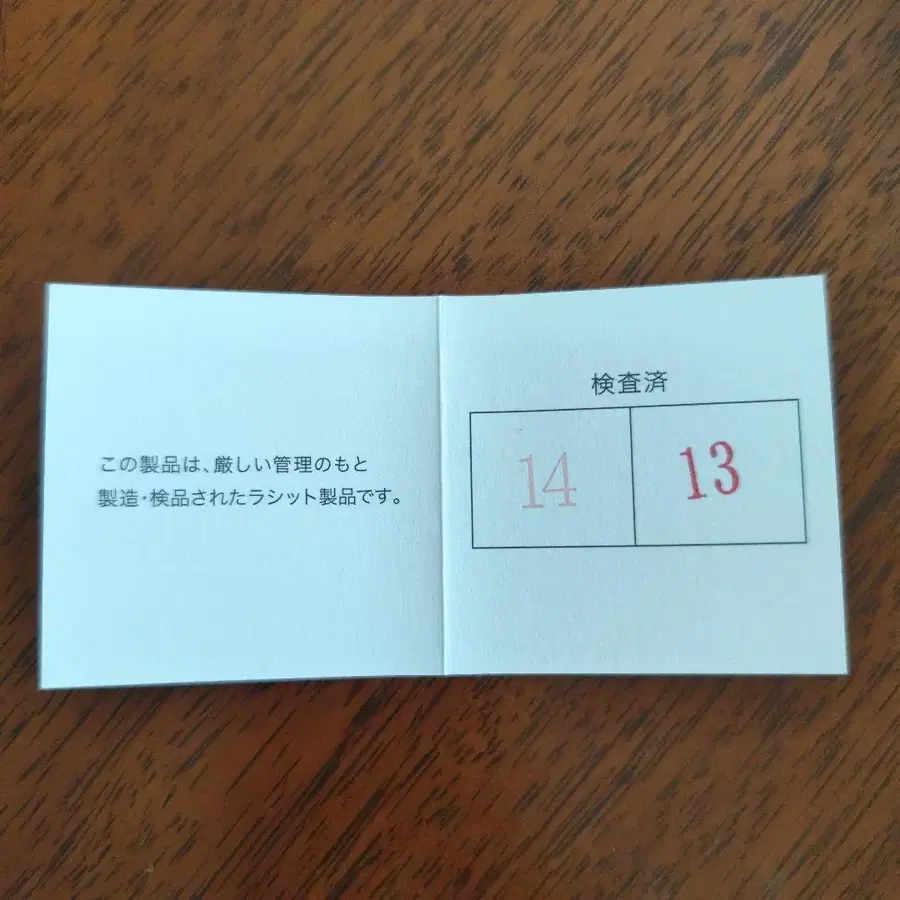 この製品は、厳しい管理のもと
製造・検品されたラシット製品です。
検査済
14 13